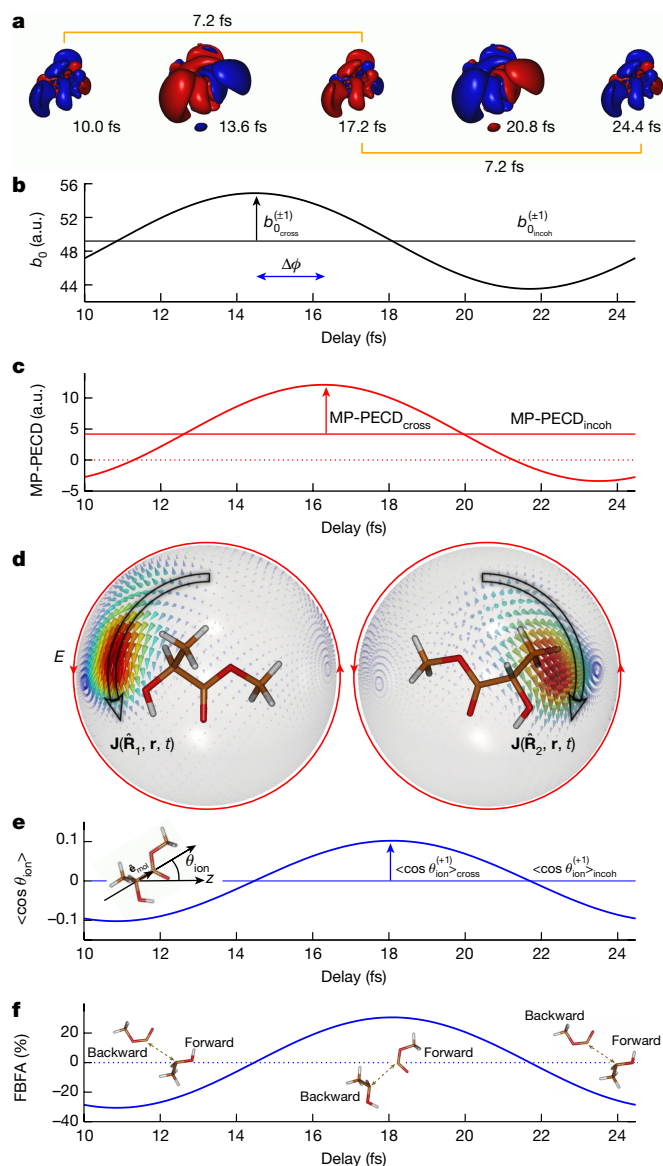 a
7.2 fs
10.0 fs 13.6 fs 17.2 fs 20.8 fs 24.4 fs
7.2 fs
b
56
52
48
44
b₀ (a.u.)
b₀cross^(±1)
b₀incoh^(±1)
Δϕ
10 12 14 16 18 20 22 24
Delay (fs)
c
10
5
0
−5
MP-PECD (a.u.)
MP-PECDcross
MP-PECDincoh
10 12 14 16 18 20 22 24
Delay (fs)
d
E
J(R̂₁, r, t)
J(R̂₂, r, t)
e
0.1
0
−0.1
<cos θion>
êmol
θion
z
<cos θion^(+1)>cross
<cos θion^(+1)>incoh
10 12 14 16 18 20 22 24
Delay (fs)
f
20
0
−20
−40
FBFA (%)
Backward
Forward
Forward
Backward
Backward
Forward
10 12 14 16 18 20 22 24
Delay (fs)